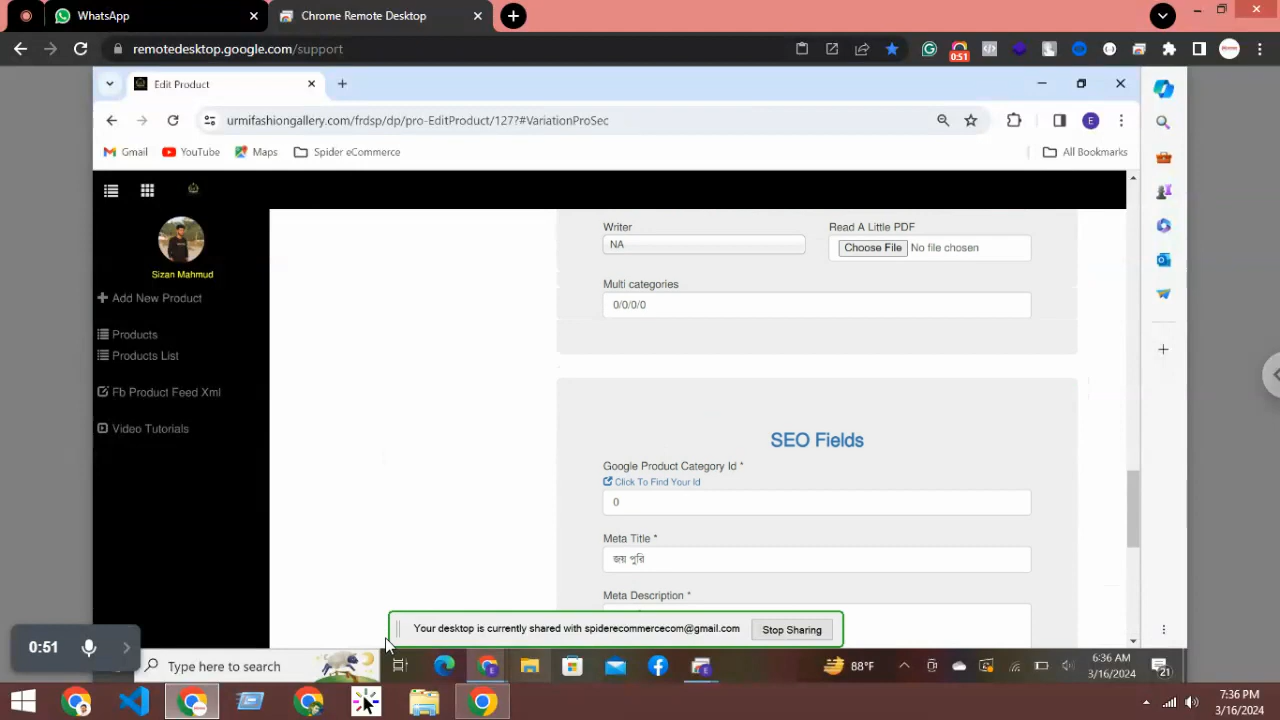 WhatsApp
Chrome Remote Desktop
remotedesktop.google.com/support
0:51
Edit Product
urmifashiongallery.com/frdsp/dp/pro-EditProduct/127?#VariationProSec
E
Gmail
YouTube
Maps
Spider eCommerce
All Bookmarks
Sizan Mahmud
Add New Product
Products
Products List
Fb Product Feed Xml
Video Tutorials
Writer
Read A Little PDF
NA
Choose File No file chosen
Multi categories
0/0/0/0
SEO Fields
Google Product Category Id *
Click To Find Your Id
0
Meta Title *
জয় পুরি
Meta Description *
Your desktop is currently shared with spiderecommercecom@gmail.com
Stop Sharing
0:51
Type here to search
88°F
6:36 AM
3/16/2024
21
7:36 PM
3/16/2024